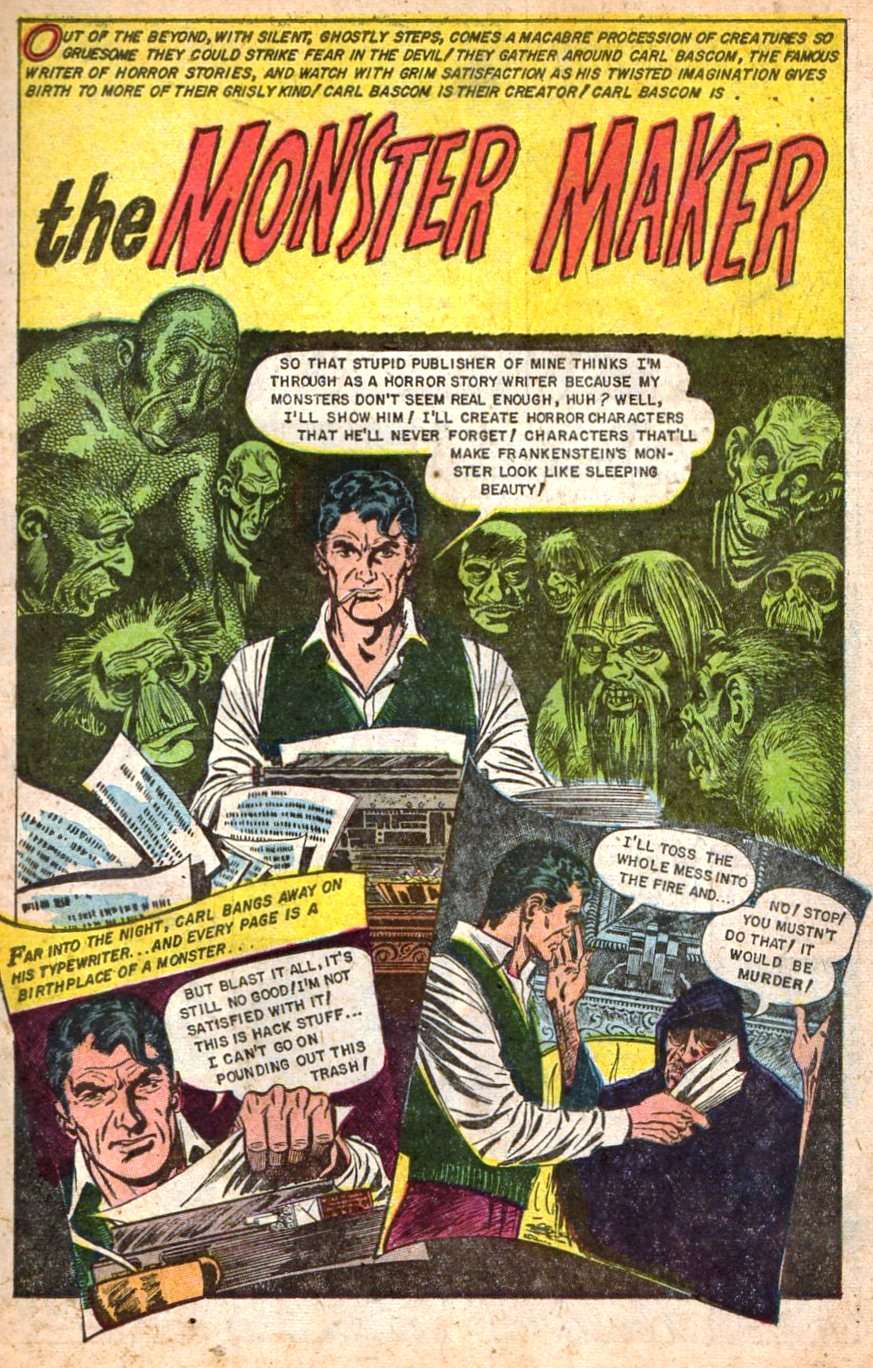 OUT OF THE BEYOND, WITH SILENT, GHOSTLY STEPS, COMES A MACABRE PROCESSION OF CREATURES SO
GRUESOME THEY COULD STRIKE FEAR IN THE DEVIL! THEY GATHER AROUND CARL BASCOM, THE FAMOUS
WRITER OF HORROR STORIES, AND WATCH WITH GRIM SATISFACTION AS HIS TWISTED IMAGINATION GIVES
BIRTH TO MORE OF THEIR GRISLY KIND! CARL BASCOM IS THEIR CREATOR! CARL BASCOM IS .
the MONSTER MAKER
SO THAT STUPID PUBLISHER OF MINE THINKS I'M
THROUGH AS A HORROR STORY WRITER BECAUSE MY
MONSTERS DON'T SEEM REAL ENOUGH, HUH? WELL,
I'LL SHOW HIM! I'LL CREATE HORROR CHARACTERS
THAT HE'LL NEVER FORGET! CHARACTERS THAT'LL
MAKE FRANKENSTEIN'S MON-
STER LOOK LIKE SLEEPING
BEAUTY!
FAR INTO THE NIGHT, CARL BANGS AWAY ON
HIS TYPEWRITER...AND EVERY PAGE IS A
BIRTHPLACE OF A MONSTER....
BUT BLAST IT ALL, IT'S
STILL NO GOOD! I'M NOT
SATISFIED WITH IT!
THIS IS HACK STUFF...
I CAN'T GO ON
POUNDING OUT THIS
TRASH!
I'LL TOSS THE
WHOLE MESS INTO
THE FIRE AND...
NO! STOP!
YOU MUSTN'T
DO THAT! IT
WOULD BE
MURDER!